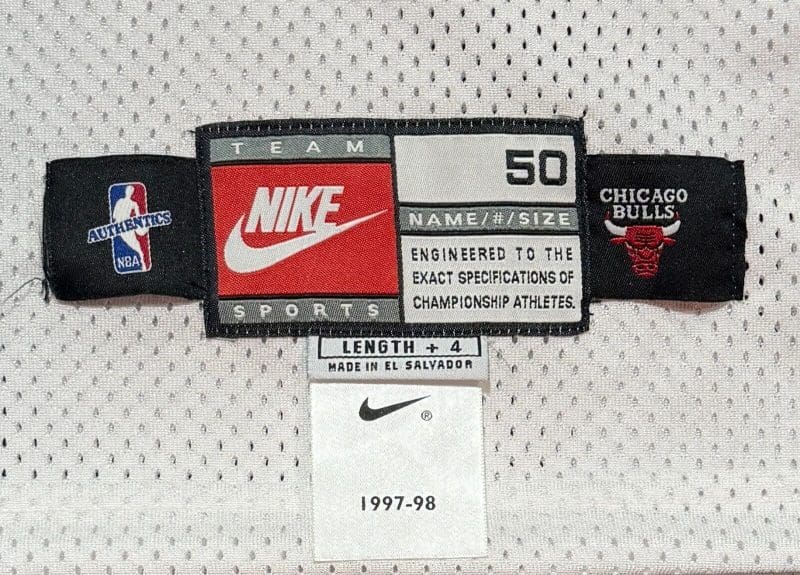 TEAM
NIKE
SPORTS
50
NAME/#/SIZE
ENGINEERED TO THE
EXACT SPECIFICATIONS OF
CHAMPIONSHIP ATHLETES.
AUTHENTICS
NBA
CHICAGO
BULLS
LENGTH + 4
MADE IN EL SALVADOR
®
1997-98